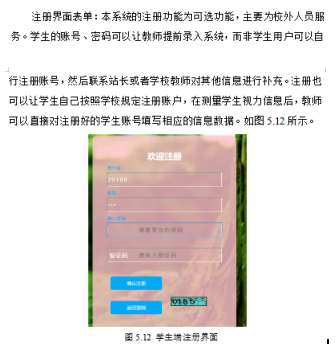 注册界面表单：本系统的注册功能为可选功能，主要为校外人员服
务。学生的账号、密码可以让教师提前录入系统，而非学生用户可以自
行注册账号，然后联系站长或者学校教师对其他信息进行补充。注册也
可以让学生自己按照学校规定注册账户，在测量学生视力信息后，教师
可以直接对注册好的学生账号填写相应的信息数据。如图 5.12 所示。
欢迎注册
用户名:
20166
密码:
•••
确认密码:
请重复您的密码
验证码
请输入验证码
确认注册
返回登陆
图 5.12 学生端注册界面